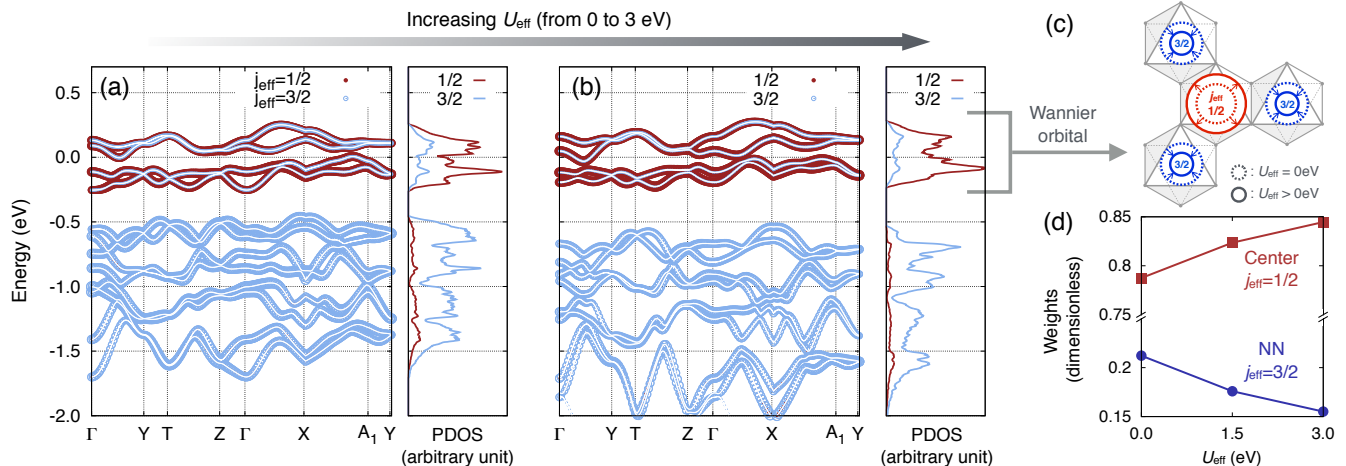 Increasing Ueff (from 0 to 3 eV)
(a)
jeff=1/2
jeff=3/2
1/2
3/2
Energy (eV)
0.5
0.0
-0.5
-1.0
-1.5
-2.0
Γ Y T Z Γ X A1 Y
PDOS
(arbitrary unit)
(b)
1/2
3/2
1/2
3/2
Γ Y T Z Γ X A1 Y
PDOS
(arbitrary unit)
Wannier
orbital
(c)
3/2
jeff
1/2
3/2
3/2
: Ueff = 0eV
: Ueff > 0eV
(d)
Weights
(dimensionless)
0.85
0.8
0.75
0.2
0.15
Center
jeff=1/2
NN
jeff=3/2
0.0 1.5 3.0
Ueff (eV)